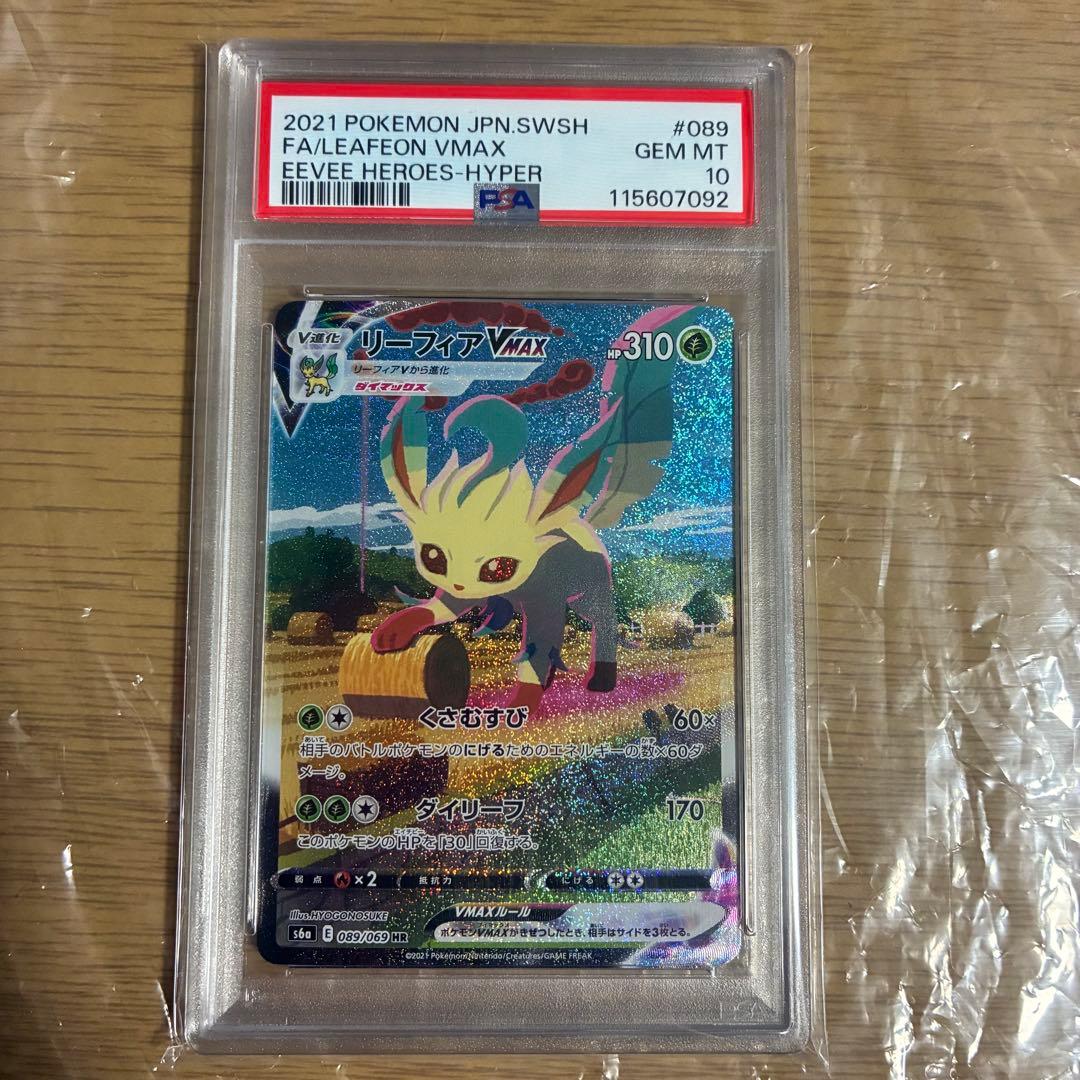 2021 POKEMON JPN.SWSH #089
FA/LEAFEON VMAX GEM MT
EEVEE HEROES-HYPER 10
PSA 115607092
V進化
リーフィアVMAX HP310
リーフィアVから進化
ダイマックス
くさむすび 60×
相手のバトルポケモンのにげるためのエネルギーの数×60ダ
メージ。
ダイリーフ 170
このポケモンのHPを「30」回復する。
弱点 ×2 抵抗力 にげる
Illus.HYOGONOSUKE
VMAXルール
s6a E 089/069 HR
ポケモンVMAXがきぜつしたとき、相手はサイドを3枚とる。
©2021 Pokémon/Nintendo/Creatures/GAME FREAK